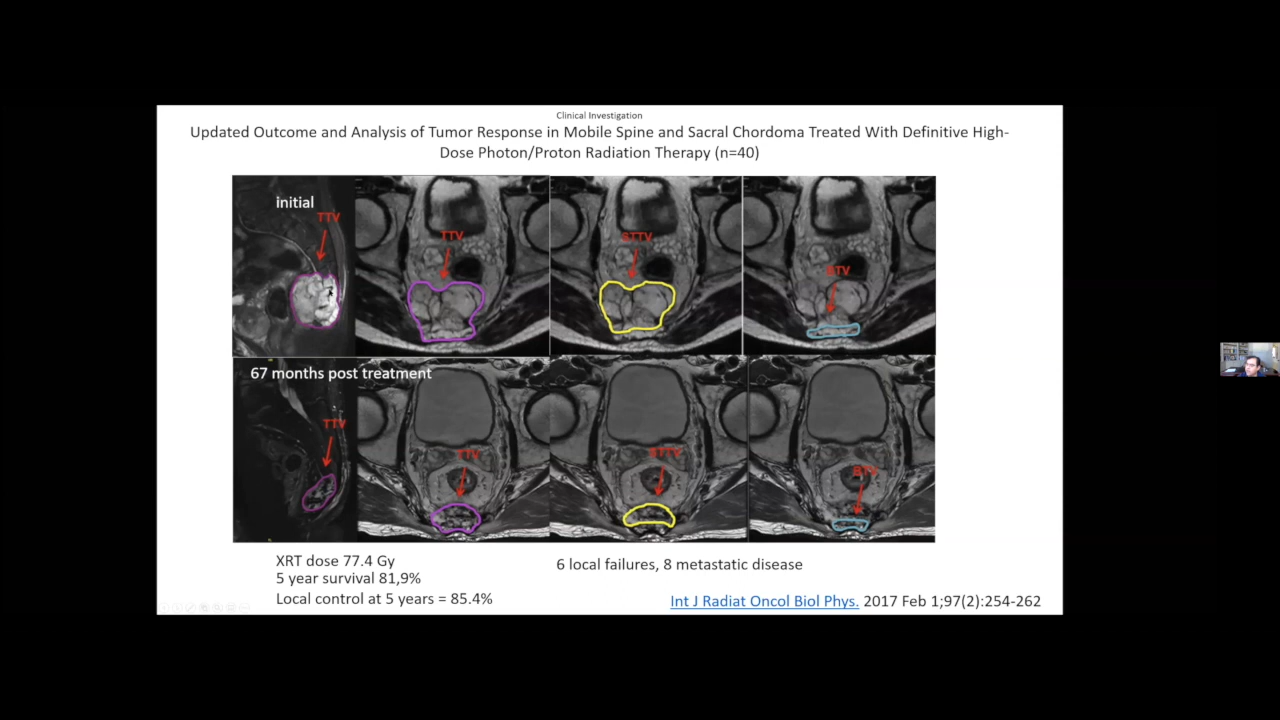 Clinical Investigation
Updated Outcome and Analysis of Tumor Response in Mobile Spine and Sacral Chordoma Treated With Definitive High-
Dose Photon/Proton Radiation Therapy (n=40)
initial
TTV
TTV
STTV
BTV
67 months post treatment
TTV
TTV
STTV
BTV
XRT dose 77.4 Gy
5 year survival 81,9%
Local control at 5 years = 85.4%
6 local failures, 8 metastatic disease
Int J Radiat Oncol Biol Phys. 2017 Feb 1;97(2):254-262